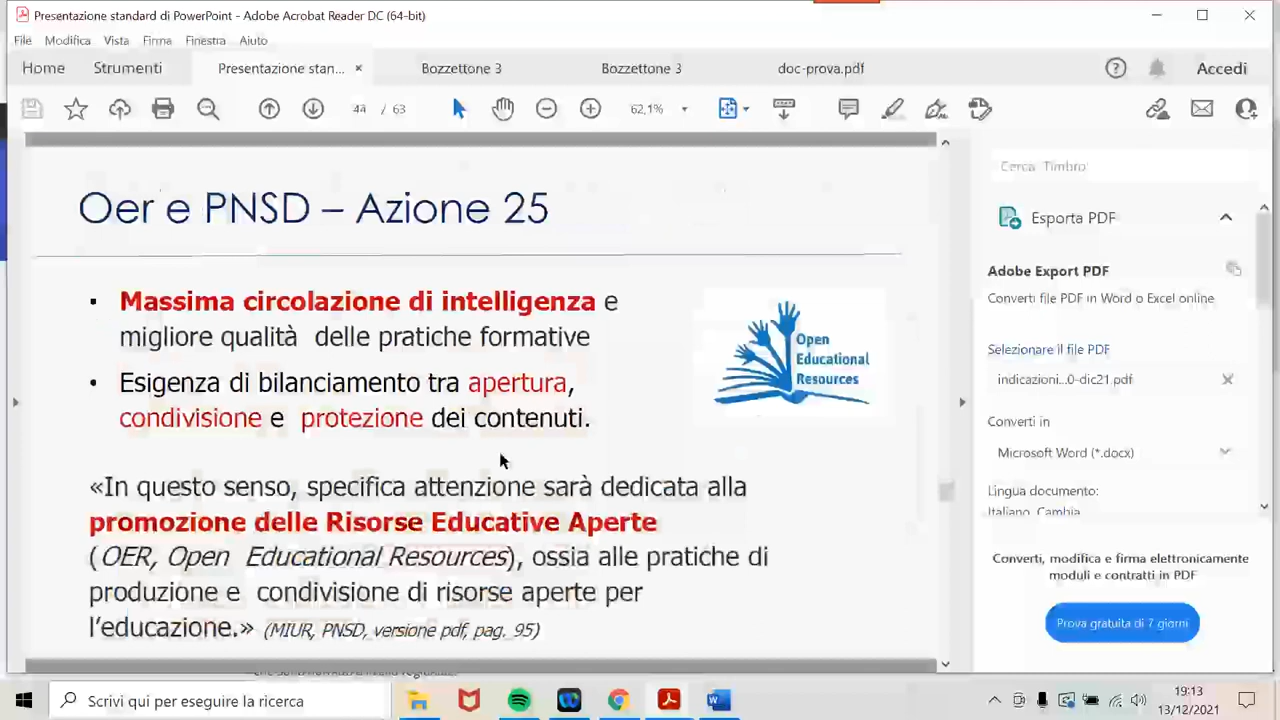 Presentazione standard di PowerPoint - Adobe Acrobat Reader DC (64-bit)
File Modifica Vista Firma Finestra Aiuto
Home Strumenti Presentazione stan... × Bozzettone 3 Bozzettone 3 doc-prova.pdf Accedi
44 / 63 62,1%
Cerca Timbro
Oer e PNSD – Azione 25
Massima circolazione di intelligenza e
migliore qualità delle pratiche formative
Esigenza di bilanciamento tra apertura,
condivisione e protezione dei contenuti.
Open
Educational
Resources
«In questo senso, specifica attenzione sarà dedicata alla
promozione delle Risorse Educative Aperte
(OER, Open Educational Resources), ossia alle pratiche di
produzione e condivisione di risorse aperte per
l'educazione.» (MIUR, PNSD, versione pdf, pag. 95)
Esporta PDF
Adobe Export PDF
Converti file PDF in Word o Excel online
Selezionare il file PDF
indicazioni...0-dic21.pdf
Converti in
Microsoft Word (*.docx)
Lingua documento:
Italiano Cambia
Converti, modifica e firma elettronicamente
moduli e contratti in PDF
Prova gratuita di 7 giorni
Scrivi qui per eseguire la ricerca
19:13
13/12/2021